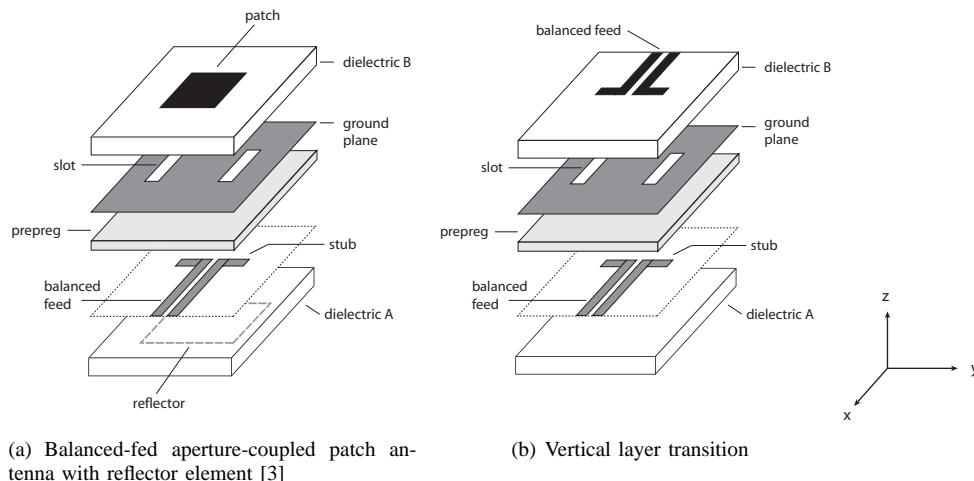 patch
dielectric B
ground
plane
slot
prepreg
stub
balanced
feed
dielectric A
reflector
(a) Balanced-fed aperture-coupled patch an-
tenna with reflector element [3]
balanced feed
dielectric B
ground
plane
slot
prepreg
stub
balanced
feed
dielectric A
z
y
x
(b) Vertical layer transition